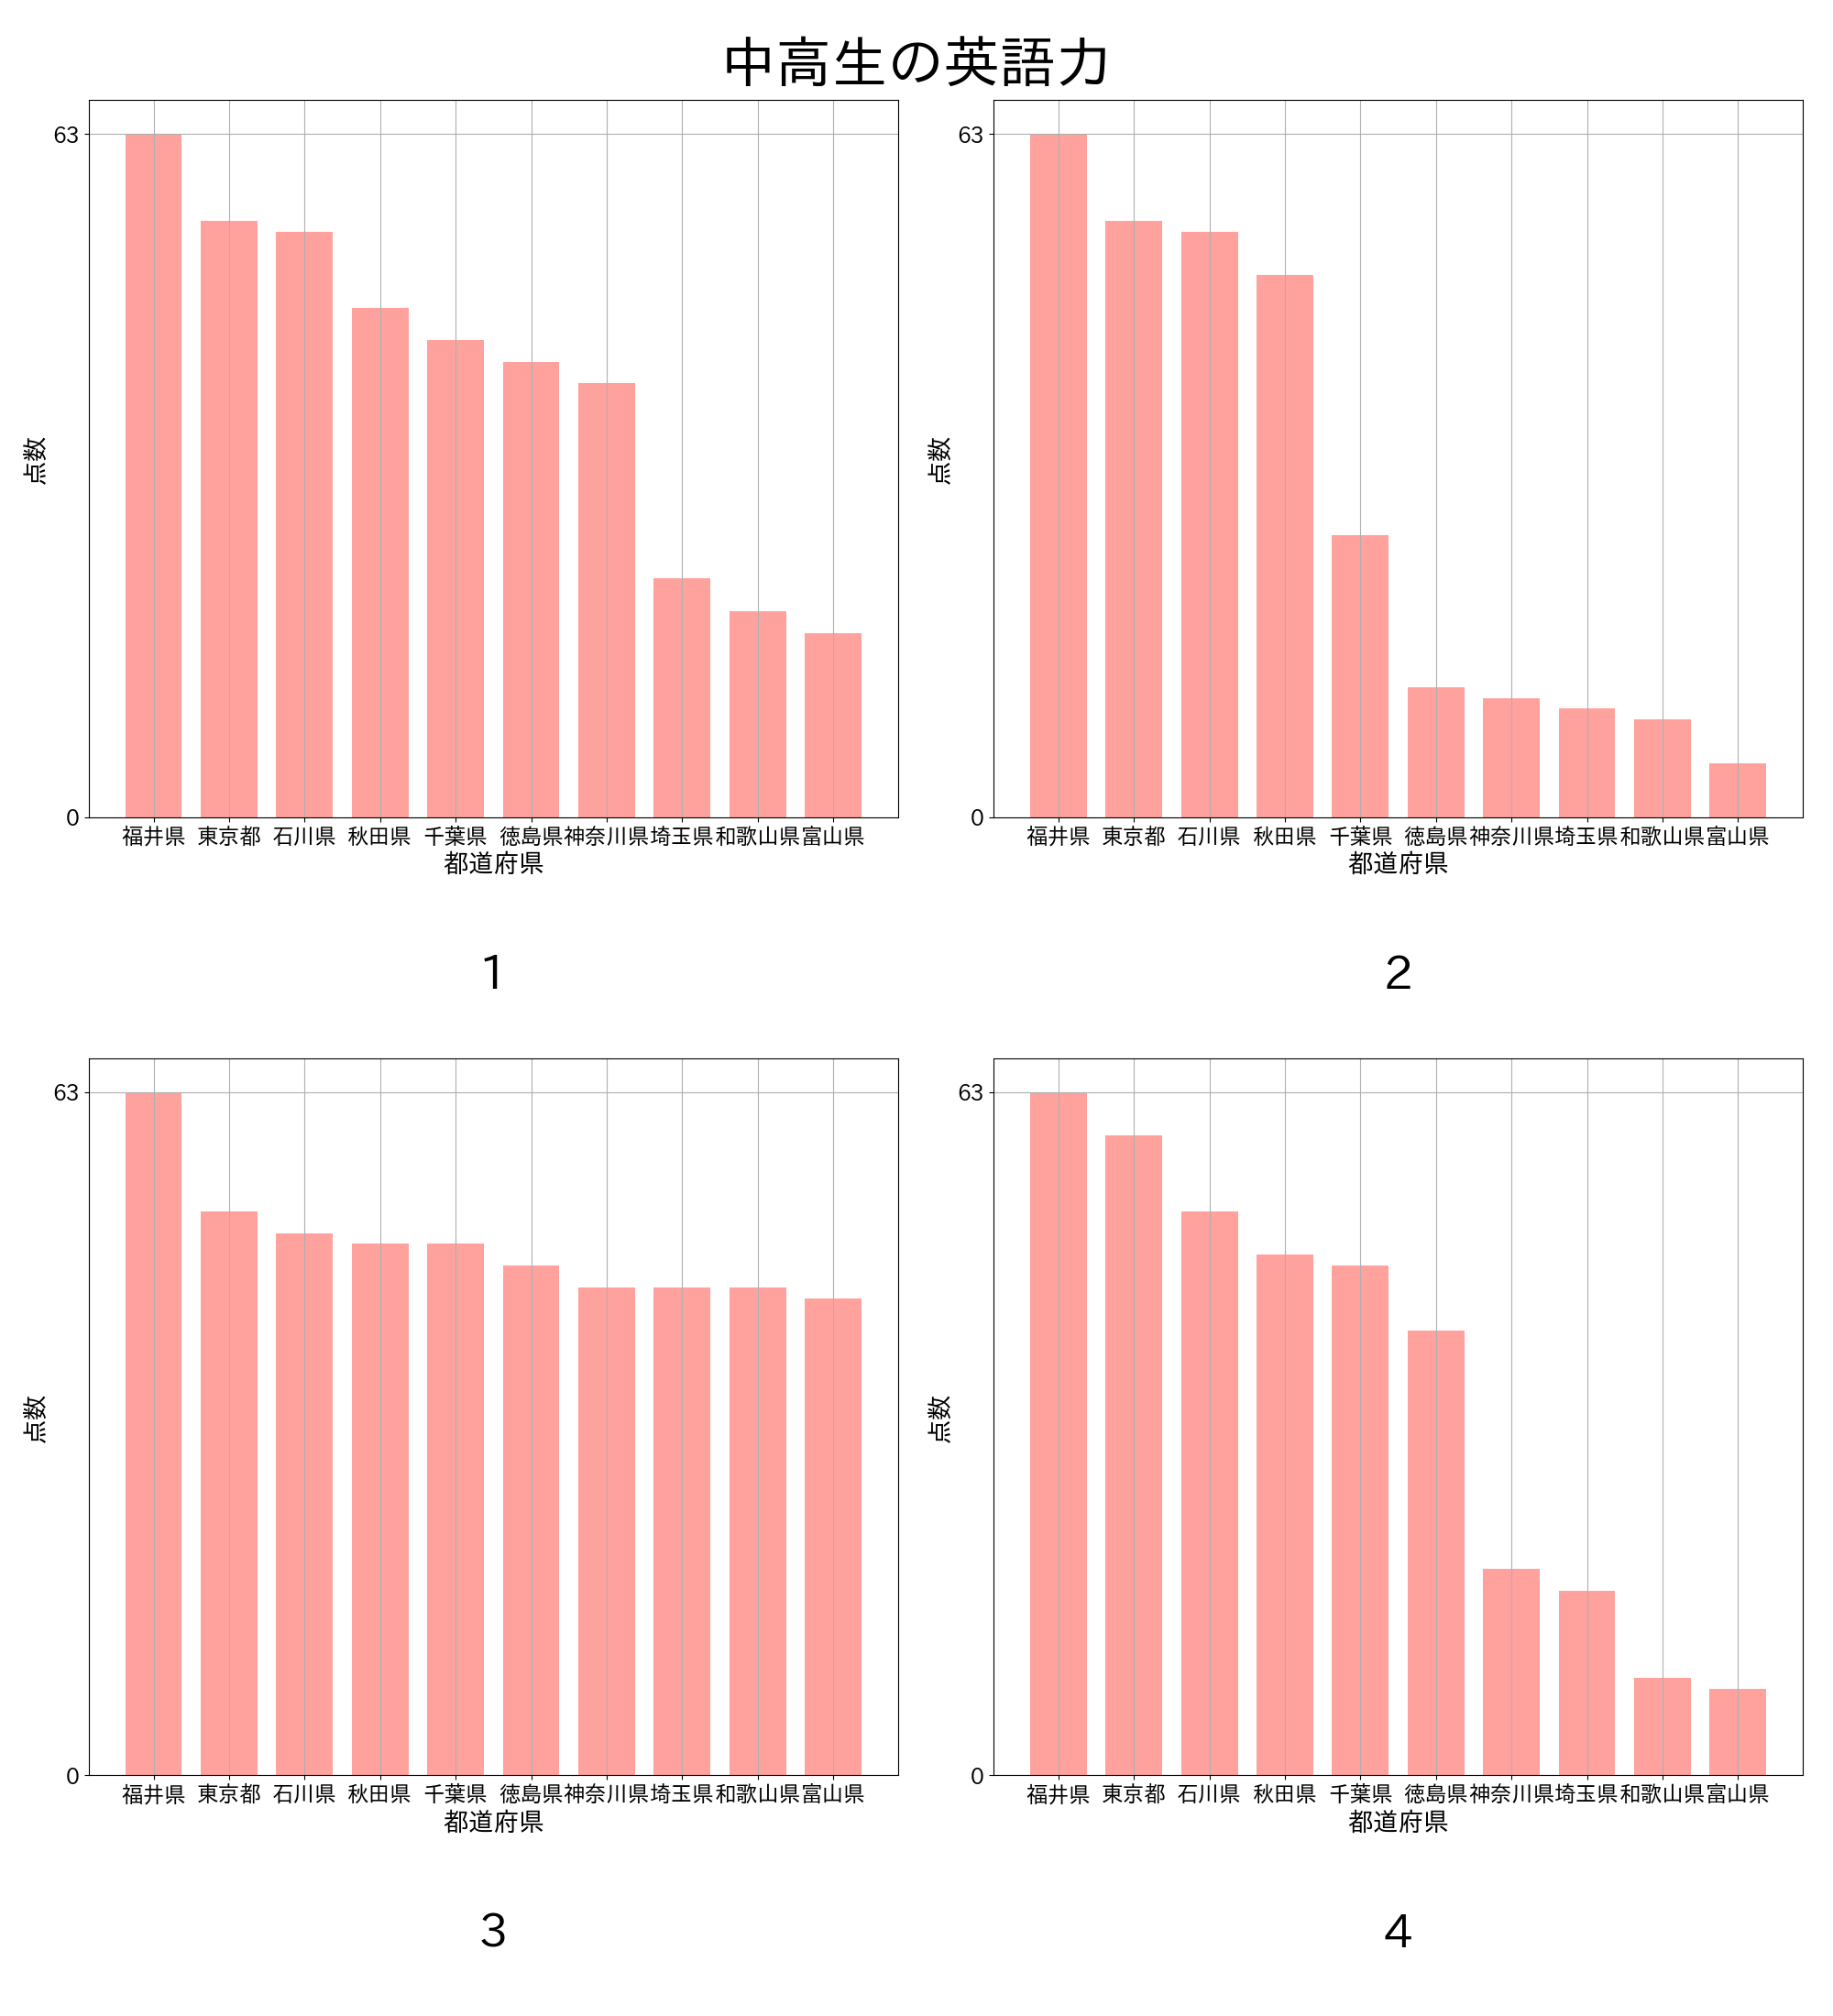 中高生の英語力
63
0
点数
福井県 東京都 石川県 秋田県 千葉県 徳島県 神奈川県 埼玉県 和歌山県 富山県
都道府県
1
63
0
点数
福井県 東京都 石川県 秋田県 千葉県 徳島県 神奈川県 埼玉県 和歌山県 富山県
都道府県
2
63
0
点数
福井県 東京都 石川県 秋田県 千葉県 徳島県 神奈川県 埼玉県 和歌山県 富山県
都道府県
3
63
0
点数
福井県 東京都 石川県 秋田県 千葉県 徳島県 神奈川県 埼玉県 和歌山県 富山県
都道府県
4